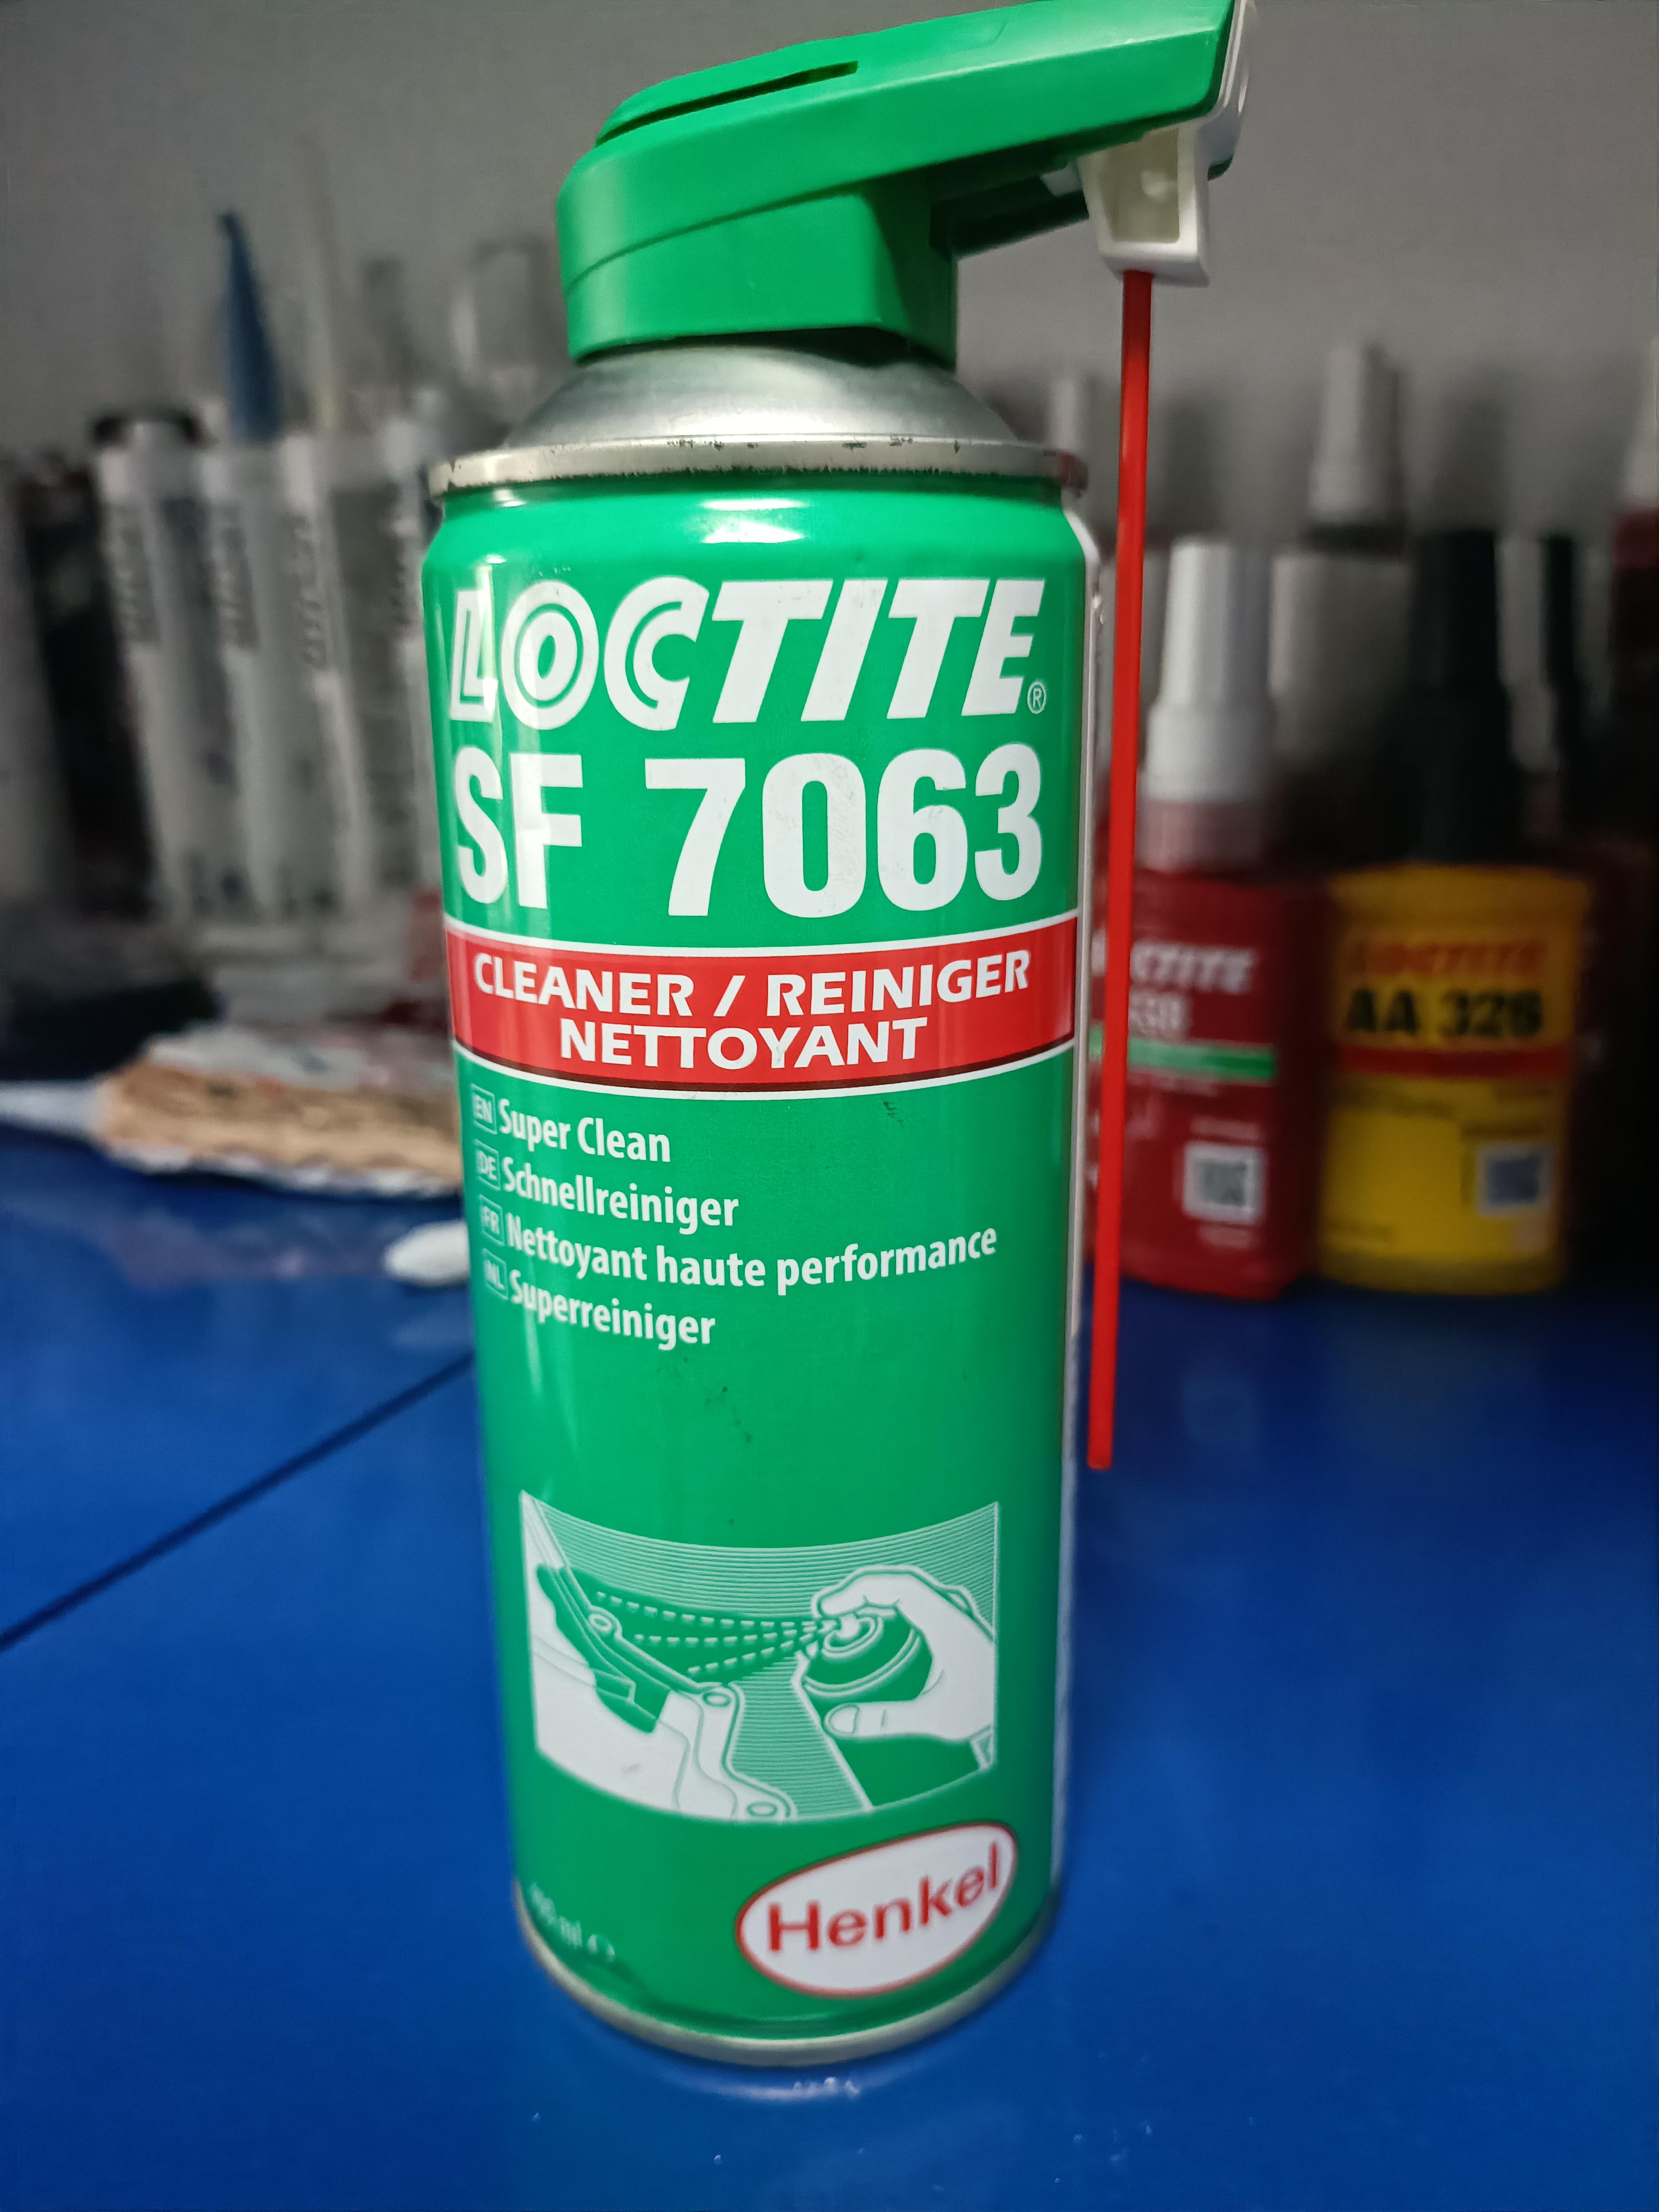 LOCTITE®
SF 7063
CLEANER / REINIGER
NETTOYANT
EN Super Clean
DE Schnellreiniger
FR Nettoyant haute performance
NL Superreiniger
Henkel
LOCTITE
AA 326